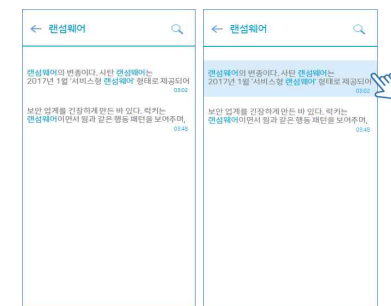 ← 랜섬웨어
랜섬웨어의 변종이다. 사탄 랜섬웨어는
2017년 1월 '서비스형 랜섬웨어' 형태로 제공되어
03:02
보안 업계를 긴장하게 만든 바 있다. 럭키는
랜섬웨어이면서 웜과 같은 행동 패턴을 보여주며,
03:48
← 랜섬웨어
랜섬웨어의 변종이다. 사탄 랜섬웨어는
2017년 1월 '서비스형 랜섬웨어' 형태로 제공되어
03:02
보안 업계를 긴장하게 만든 바 있다. 럭키는
랜섬웨어이면서 웜과 같은 행동 패턴을 보여주며,
03:48